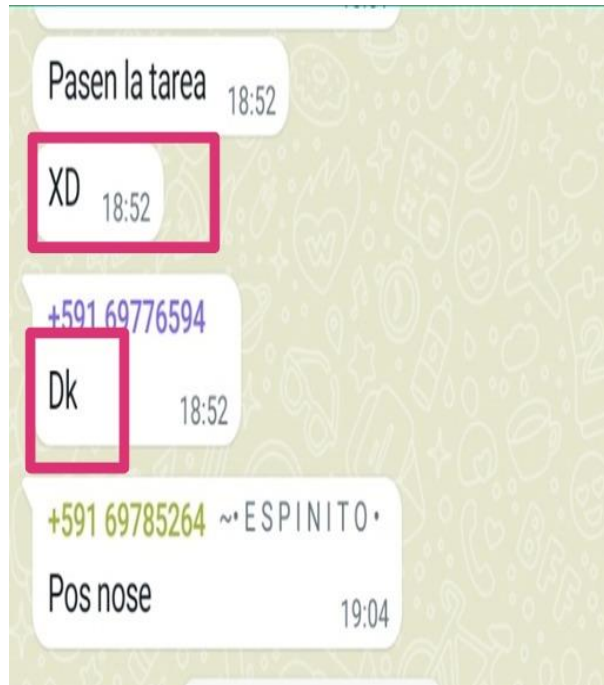 Pasen la tarea 18:52
XD 18:52
+591 69776594
Dk 18:52
+591 69785264 ~•ESPINITO•
Pos nose 19:04